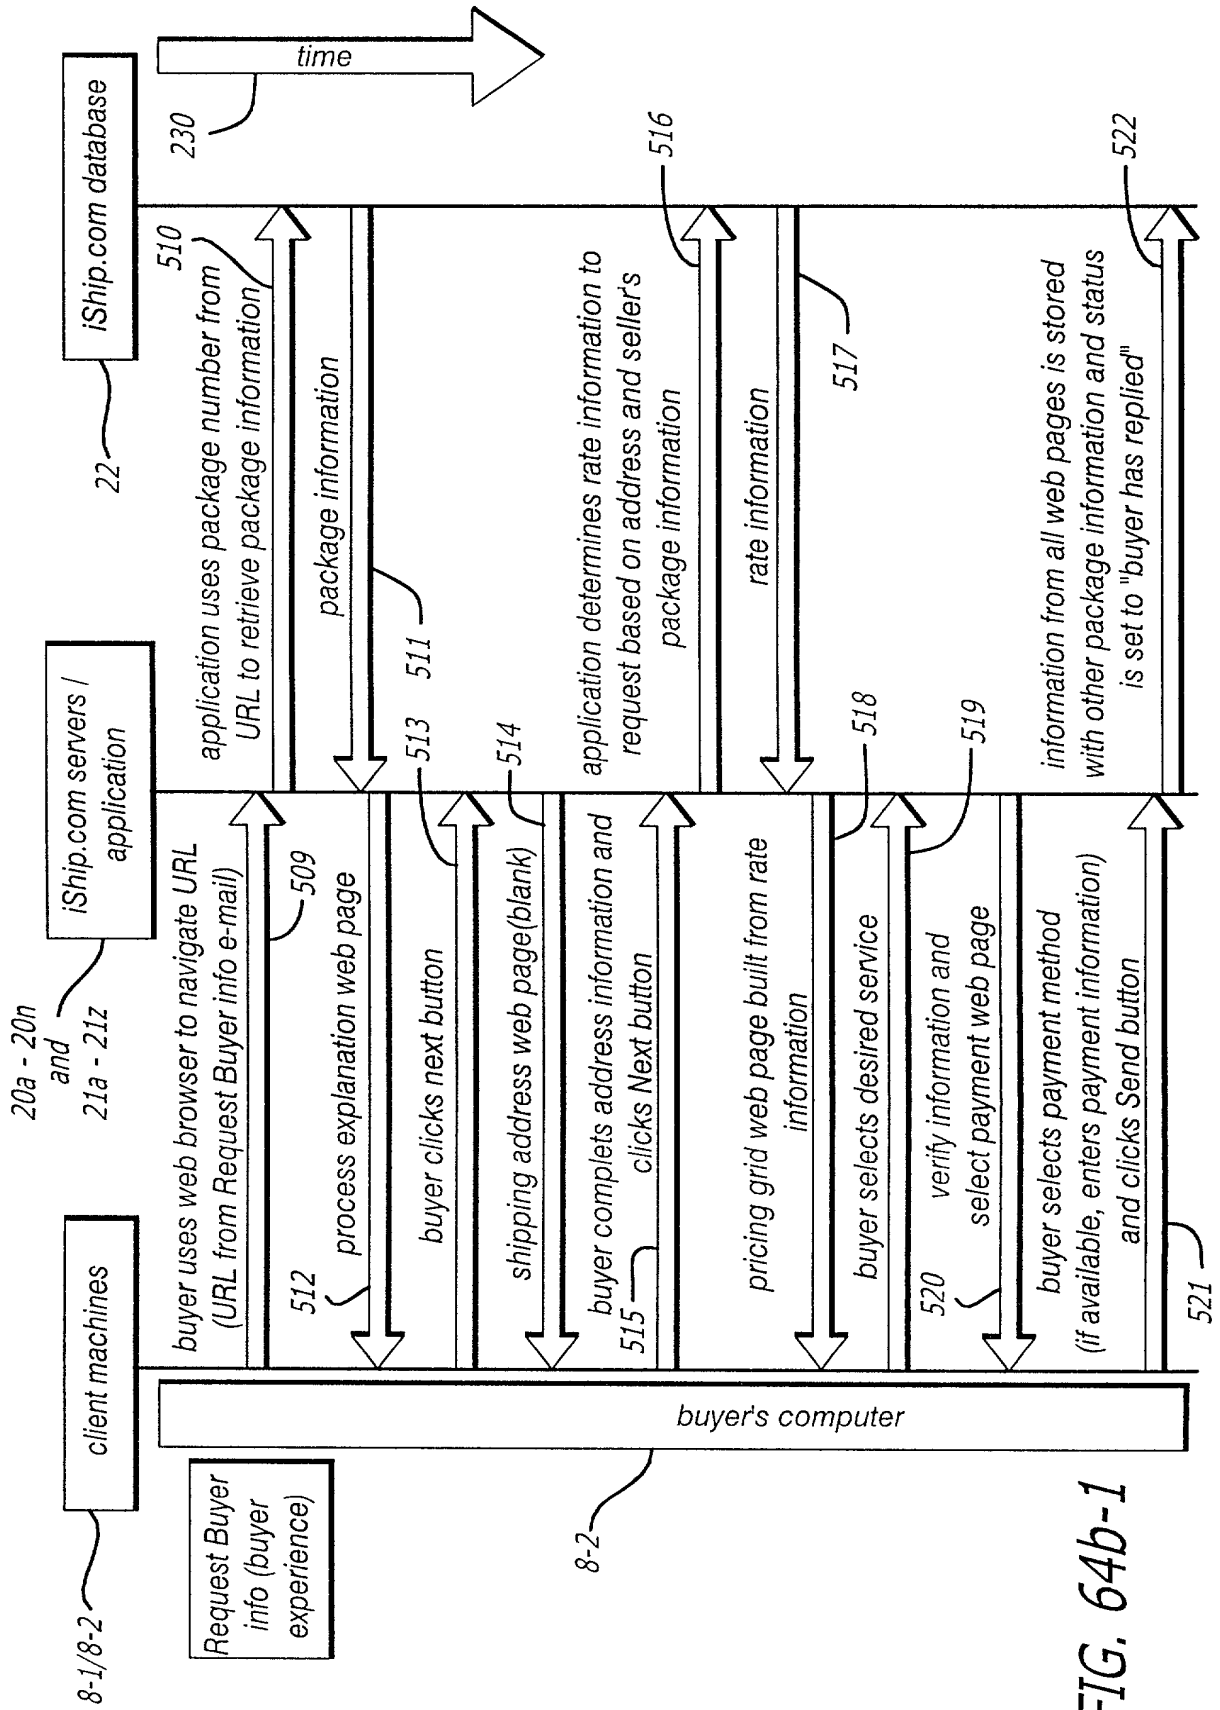 8-1/8-2
client machines
20a - 20n
and
21a - 21z
iShip.com servers /
application
22
iShip.com database
230
time
Request Buyer
info (buyer
experience)
buyer's computer
8-2
buyer uses web browser to navigate URL
(URL from Request Buyer info e-mail)
509
application uses package number from
URL to retrieve package information
510
package information
511
process explanation web page
512
buyer clicks next button
513
shipping address web page(blank)
514
buyer complets address information and
clicks Next button
515
application determines rate information to
request based on address and seller's
package information
516
rate information
517
pricing grid web page built from rate
information
518
buyer selects desired service
519
verify information and
select payment web page
520
buyer selects payment method
(if available, enters payment information)
and clicks Send button
521
information from all web pages is stored
with other package information and status
is set to "buyer has replied"
522
FIG. 64b-1